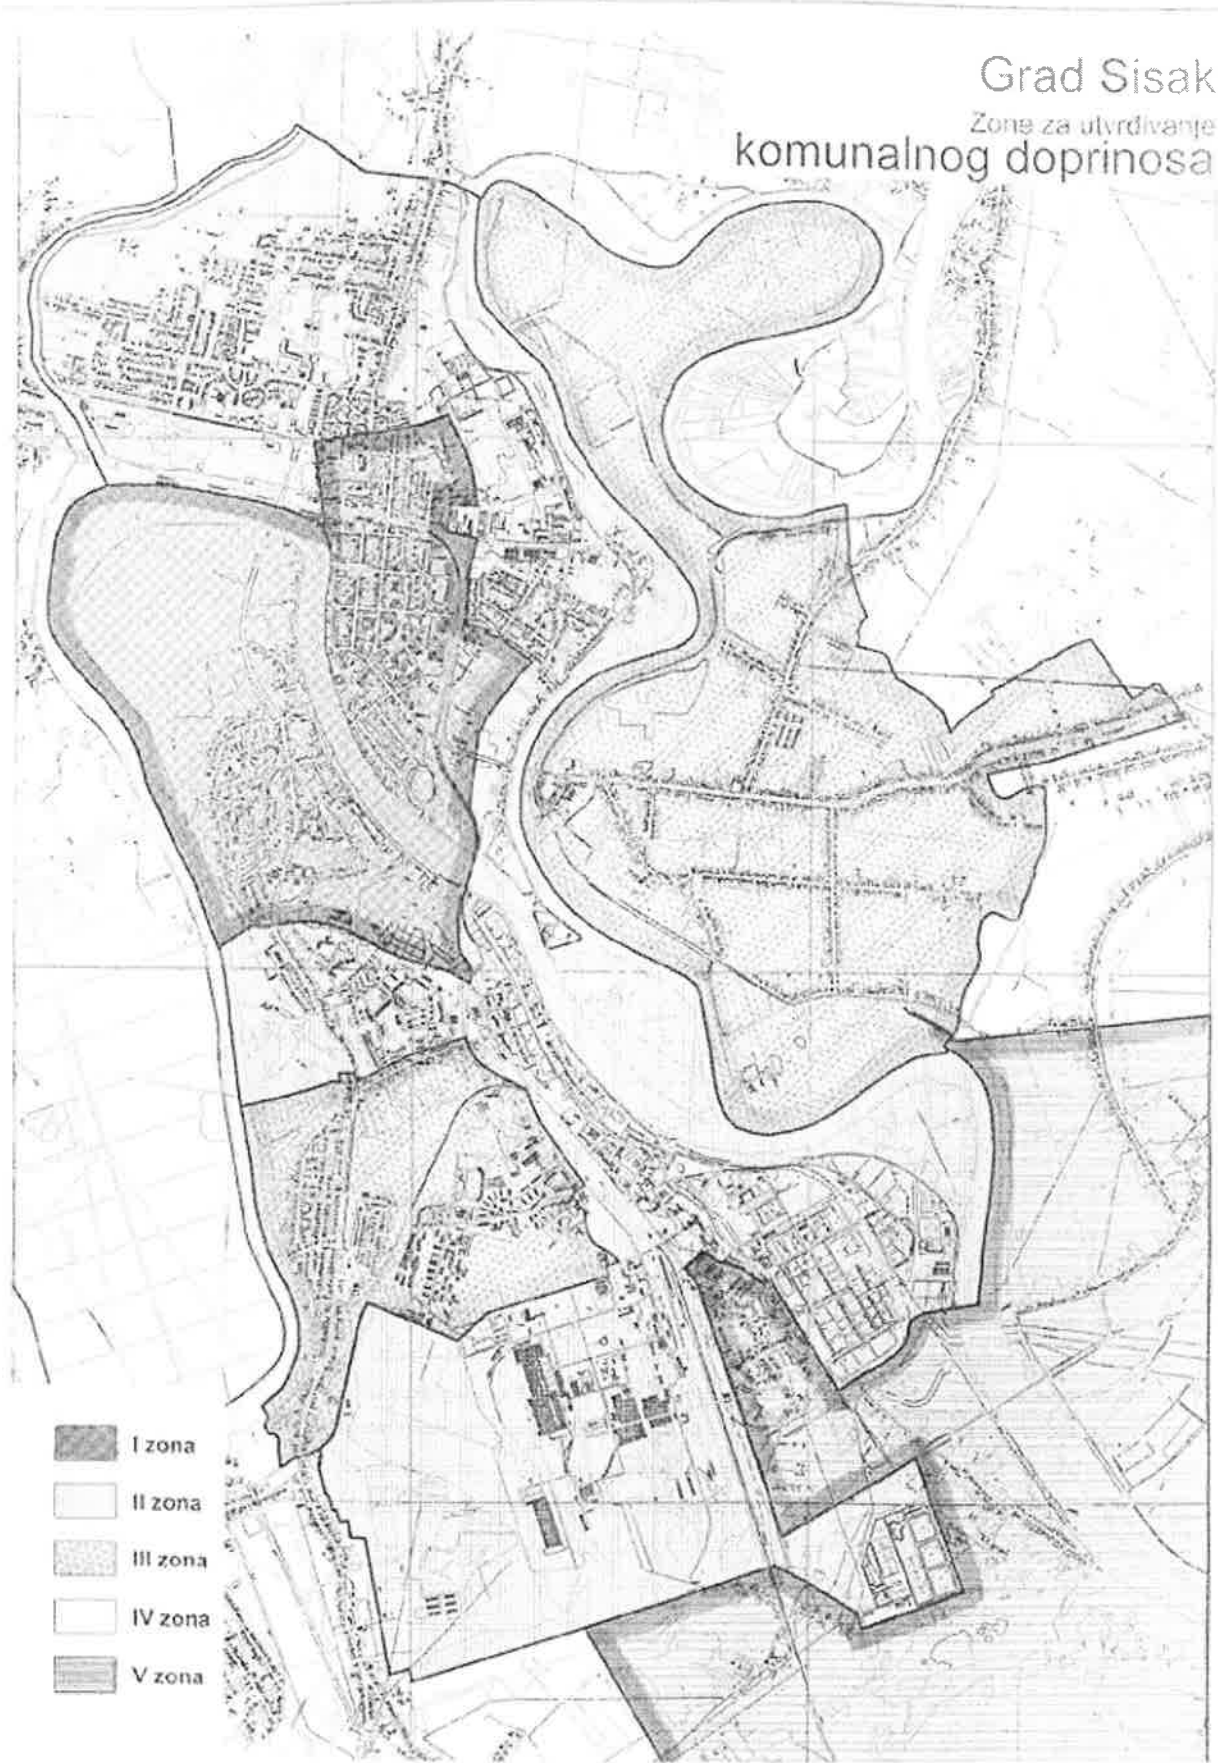 Grad Sisak
Zone za utvrđivanje
komunalnog doprinosa
I zona
II zona
III zona
IV zona
V zona